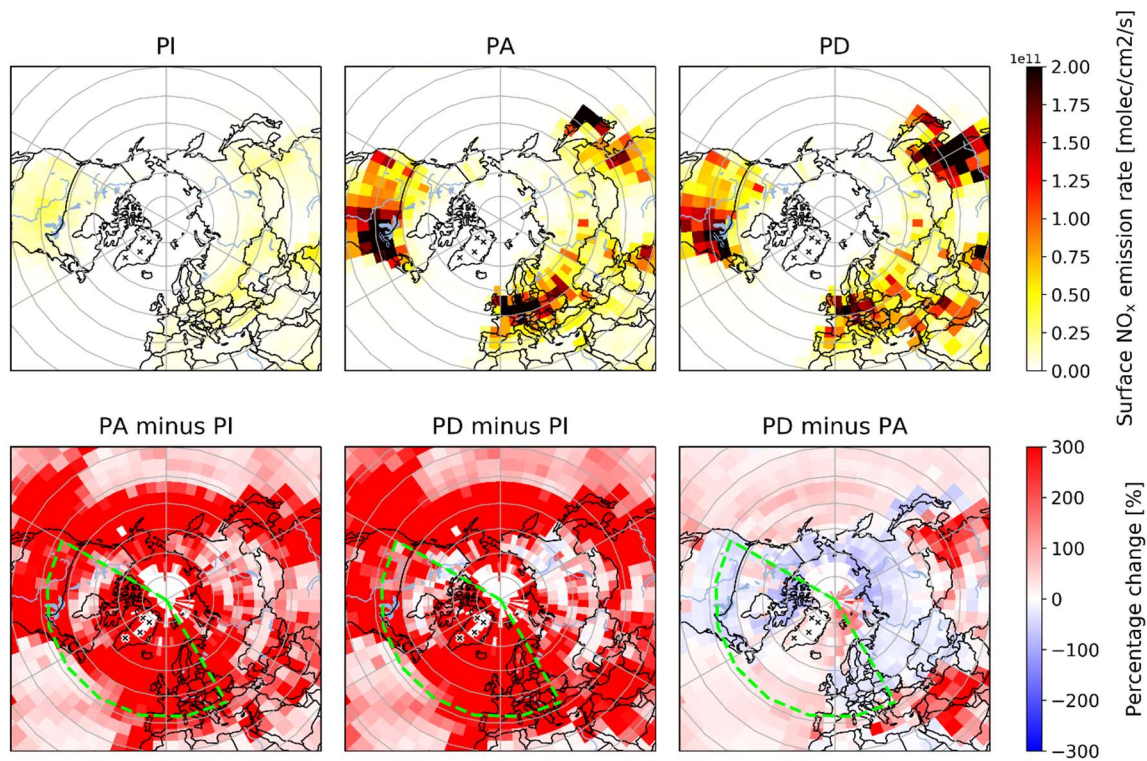 PI
PA
PD
1e11
2.00
1.75
1.50
1.25
1.00
0.75
0.50
0.25
0.00
Surface NOx emission rate [molec/cm2/s]
PA minus PI
PD minus PI
PD minus PA
300
200
100
0
−100
−200
−300
Percentage change [%]